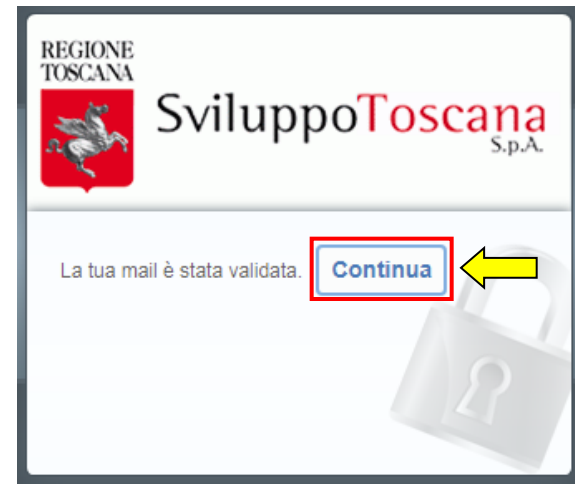 REGIONE
TOSCANA
SviluppoToscana
S.p.A.
La tua mail è stata validata. Continua